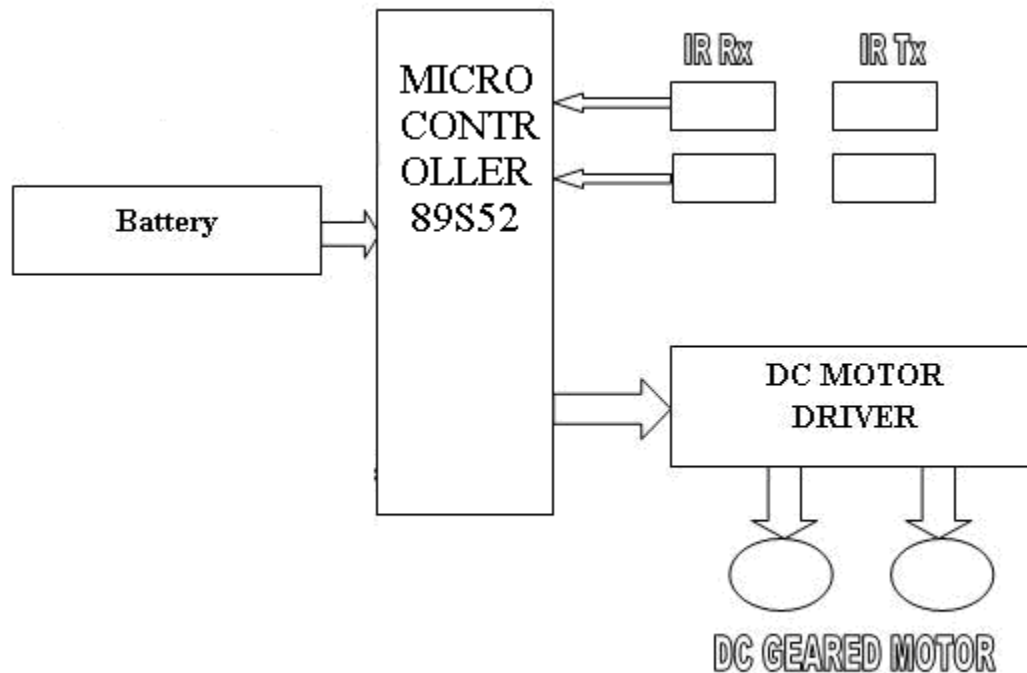 IR Rx
IR Tx
MICRO
CONTR
OLLER
89S52
Battery
DC MOTOR
DRIVER
DC GEARED MOTOR